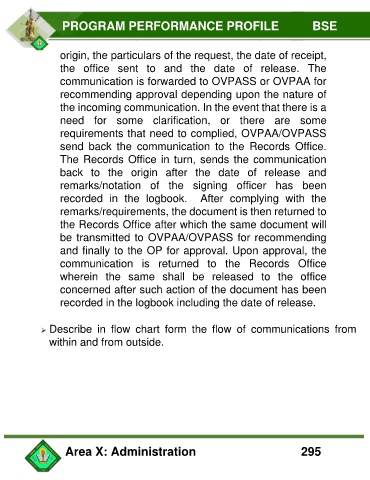 PROGRAM PERFORMANCE PROFILE BSE
origin, the particulars of the request, the date of receipt,
the office sent to and the date of release. The
communication is forwarded to OVPASS or OVPAA for
recommending approval depending upon the nature of
the incoming communication. In the event that there is a
need for some clarification, or there are some
requirements that need to complied, OVPAA/OVPASS
send back the communication to the Records Office.
The Records Office in turn, sends the communication
back to the origin after the date of release and
remarks/notation of the signing officer has been
recorded in the logbook. After complying with the
remarks/requirements, the document is then returned to
the Records Office after which the same document will
be transmitted to OVPAA/OVPASS for recommending
and finally to the OP for approval. Upon approval, the
communication is returned to the Records Office
wherein the same shall be released to the office
concerned after such action of the document has been
recorded in the logbook including the date of release.
➢ Describe in flow chart form the flow of communications from
within and from outside.
Area X: Administration 295